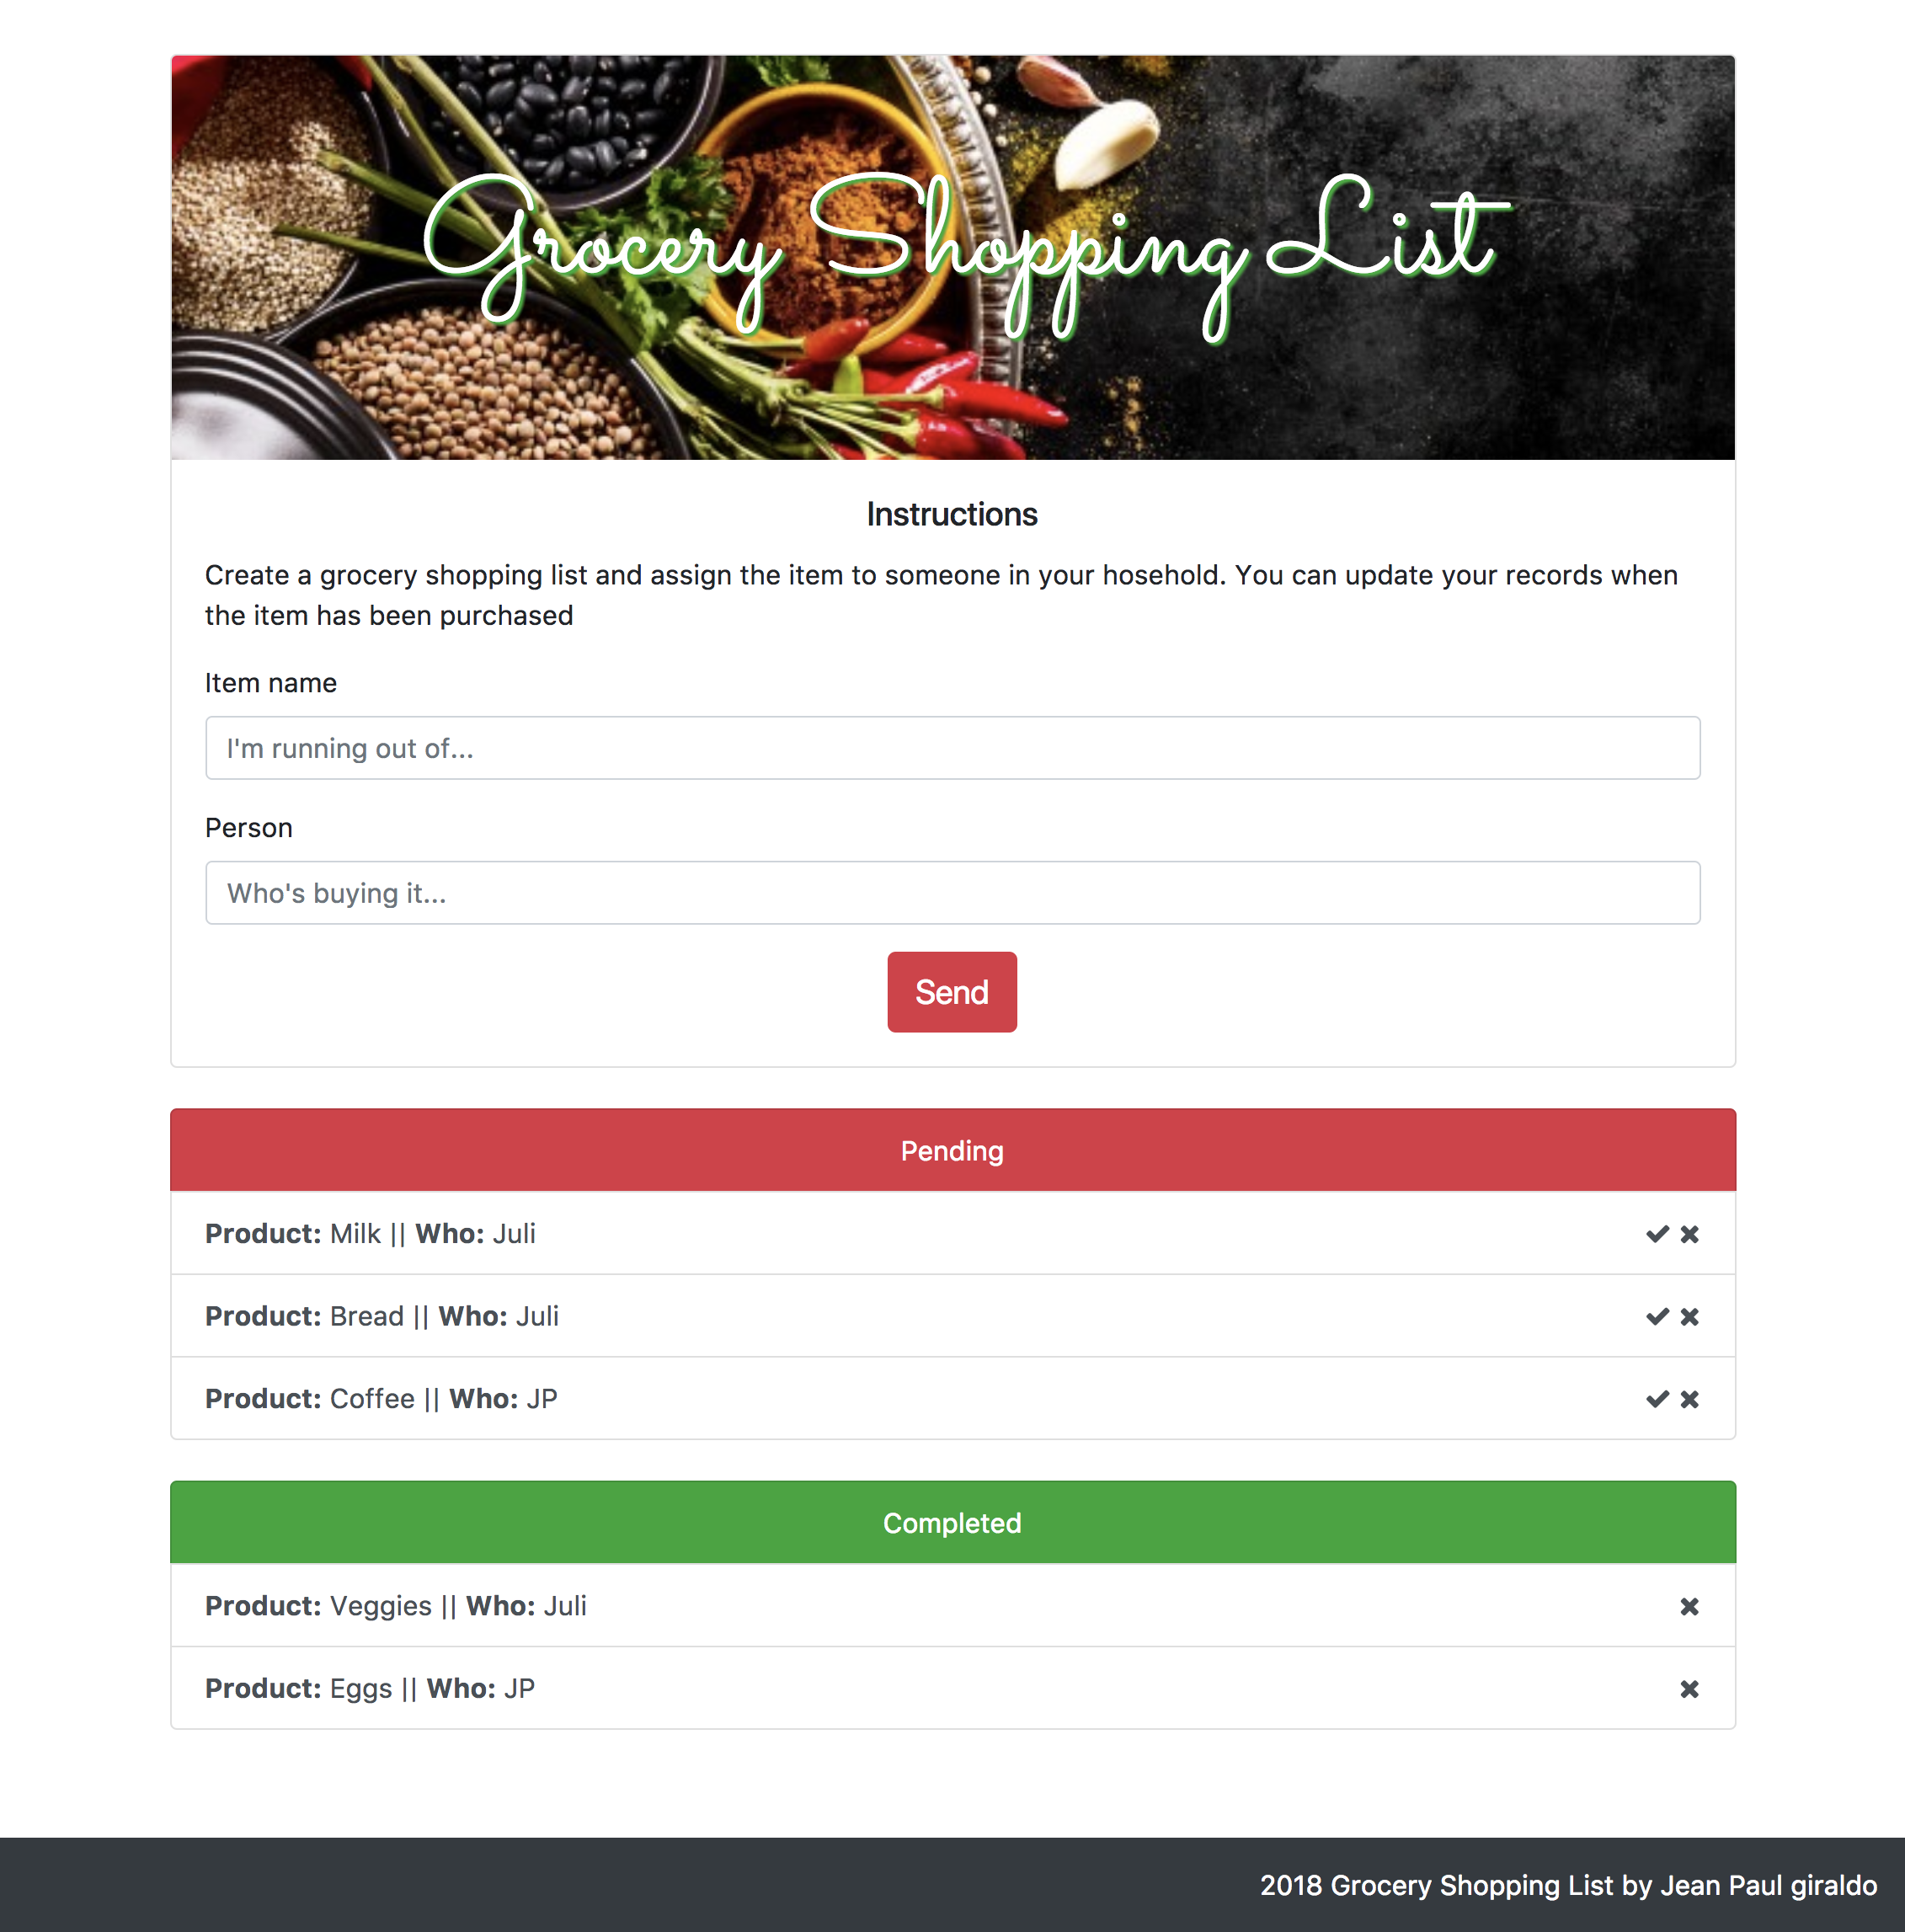 Grocery Shopping List
Instructions
Create a grocery shopping list and assign the item to someone in your hosehold. You can update your records when
the item has been purchased
Item name
I'm running out of...
Person
Who's buying it...
Send
Pending
Product: Milk || Who: Juli
Product: Bread || Who: Juli
Product: Coffee || Who: JP
Completed
Product: Veggies || Who: Juli
Product: Eggs || Who: JP
2018 Grocery Shopping List by Jean Paul giraldo